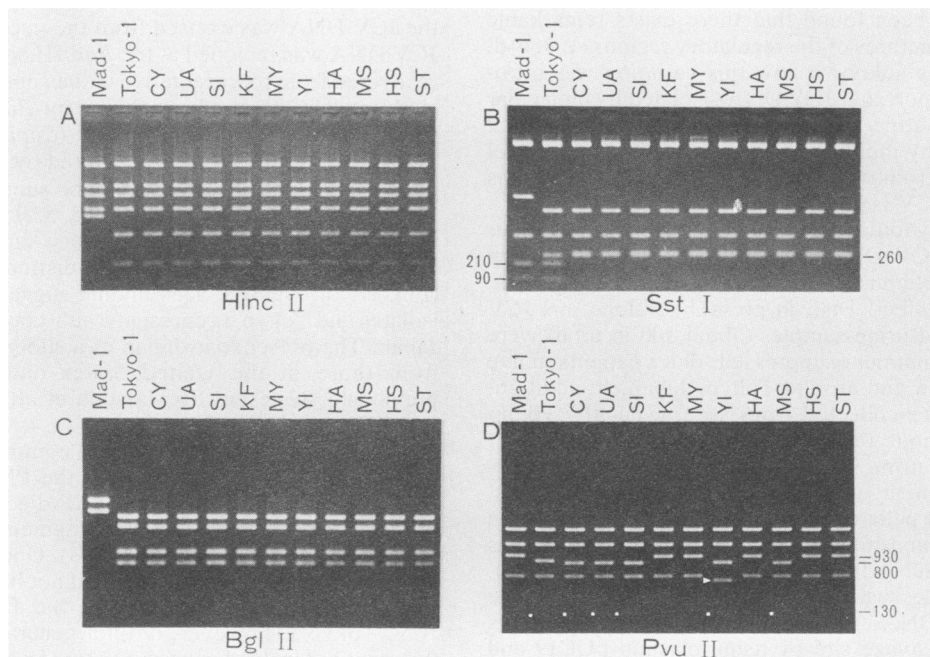 Mad-1 Tokyo-1 CY UA SI KF MY YI HA MS HS ST
A
Hinc II
Mad-1 Tokyo-1 CY UA SI KF MY YI HA MS HS ST
B
210
90
260
Sst I
Mad-1 Tokyo-1 CY UA SI KF MY YI HA MS HS ST
C
Bgl II
Mad-1 Tokyo-1 CY UA SI KF MY YI HA MS HS ST
D
930
800
130
Pvu II